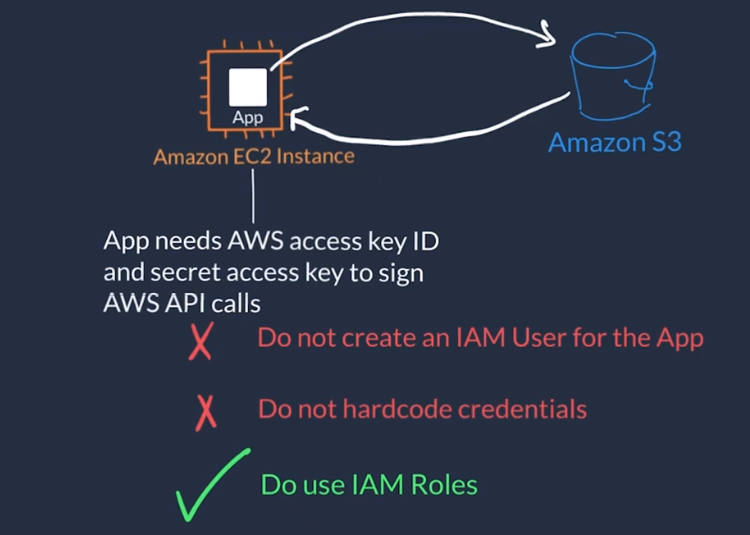 App
Amazon EC2 Instance
Amazon S3
App needs AWS access key ID
and secret access key to sign
AWS API calls
X Do not create an IAM User for the App
X Do not hardcode credentials
✓ Do use IAM Roles